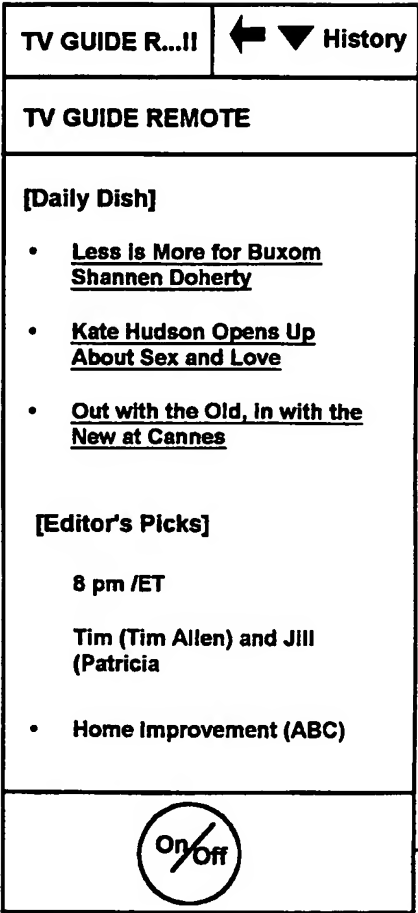 TV GUIDE R...!! History
TV GUIDE REMOTE
[Daily Dish]
• Less is More for Buxom
Shannen Doherty
• Kate Hudson Opens Up
About Sex and Love
• Out with the Old, in with the
New at Cannes
[Editor's Picks]
8 pm /ET
Tim (Tim Allen) and Jill
(Patricia
• Home Improvement (ABC)
On/Off